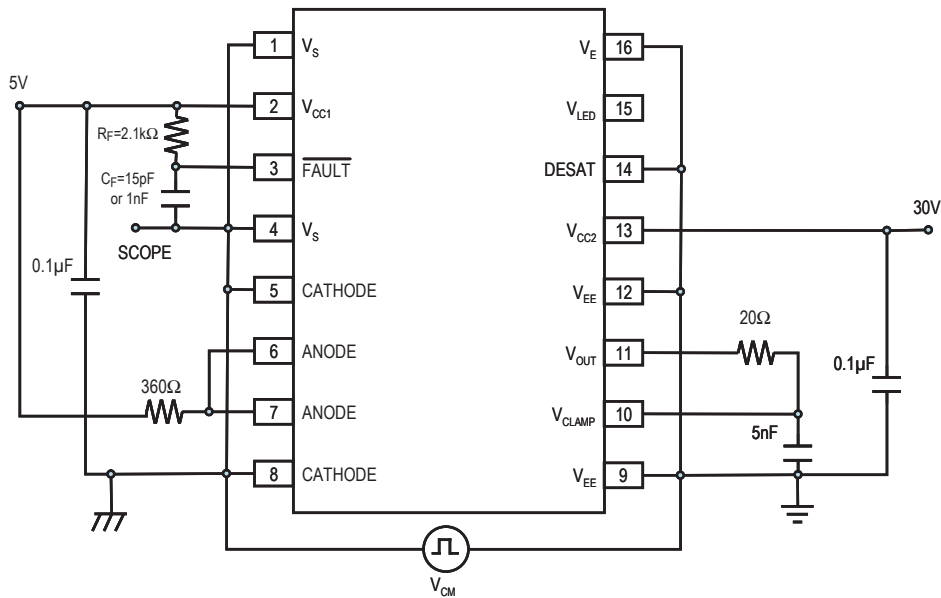 1 V_S V_E 16
5V
2 V_CC1 V_LED 15
R_F=2.1kΩ
3 FAULT DESAT 14
C_F=15pF
or 1nF
30V
4 V_S V_CC2 13
SCOPE
0.1µF
5 CATHODE V_EE 12
20Ω
6 ANODE V_OUT 11
0.1µF
360Ω
7 ANODE V_CLAMP 10
5nF
8 CATHODE V_EE 9
V_CM